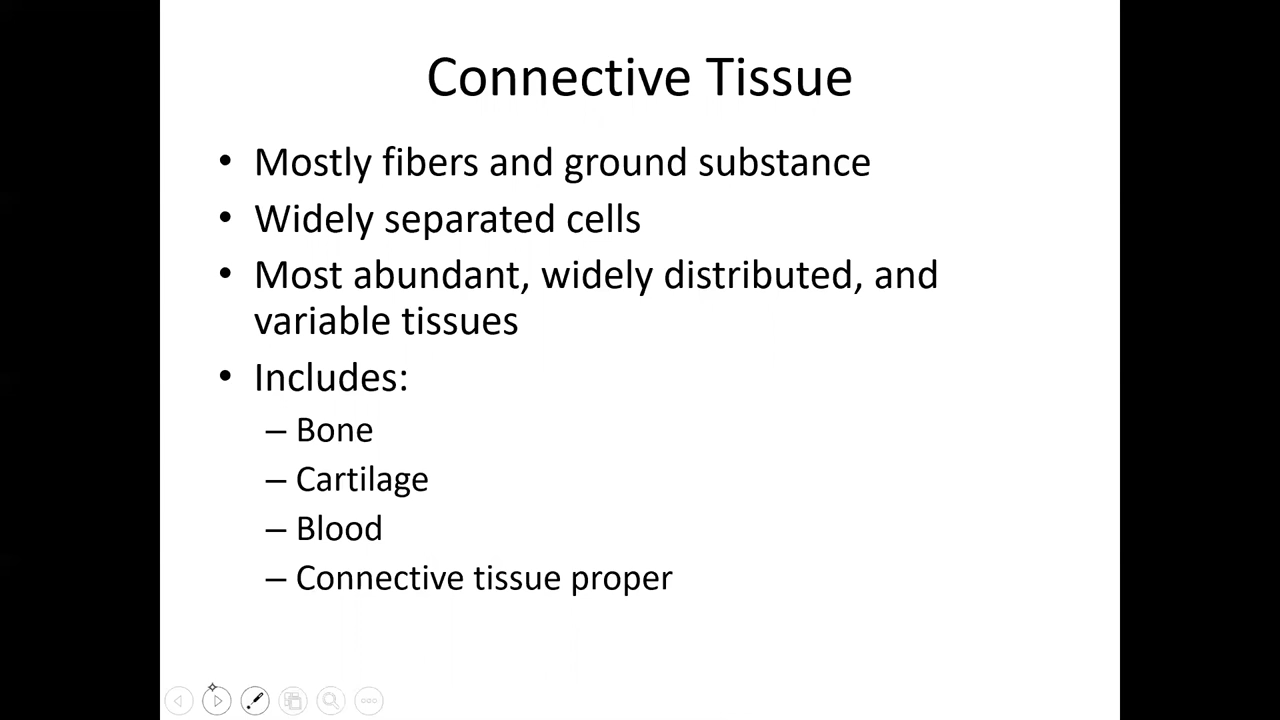 Connective Tissue
• Mostly fibers and ground substance
• Widely separated cells
• Most abundant, widely distributed, and
variable tissues
• Includes:
– Bone
– Cartilage
– Blood
– Connective tissue proper